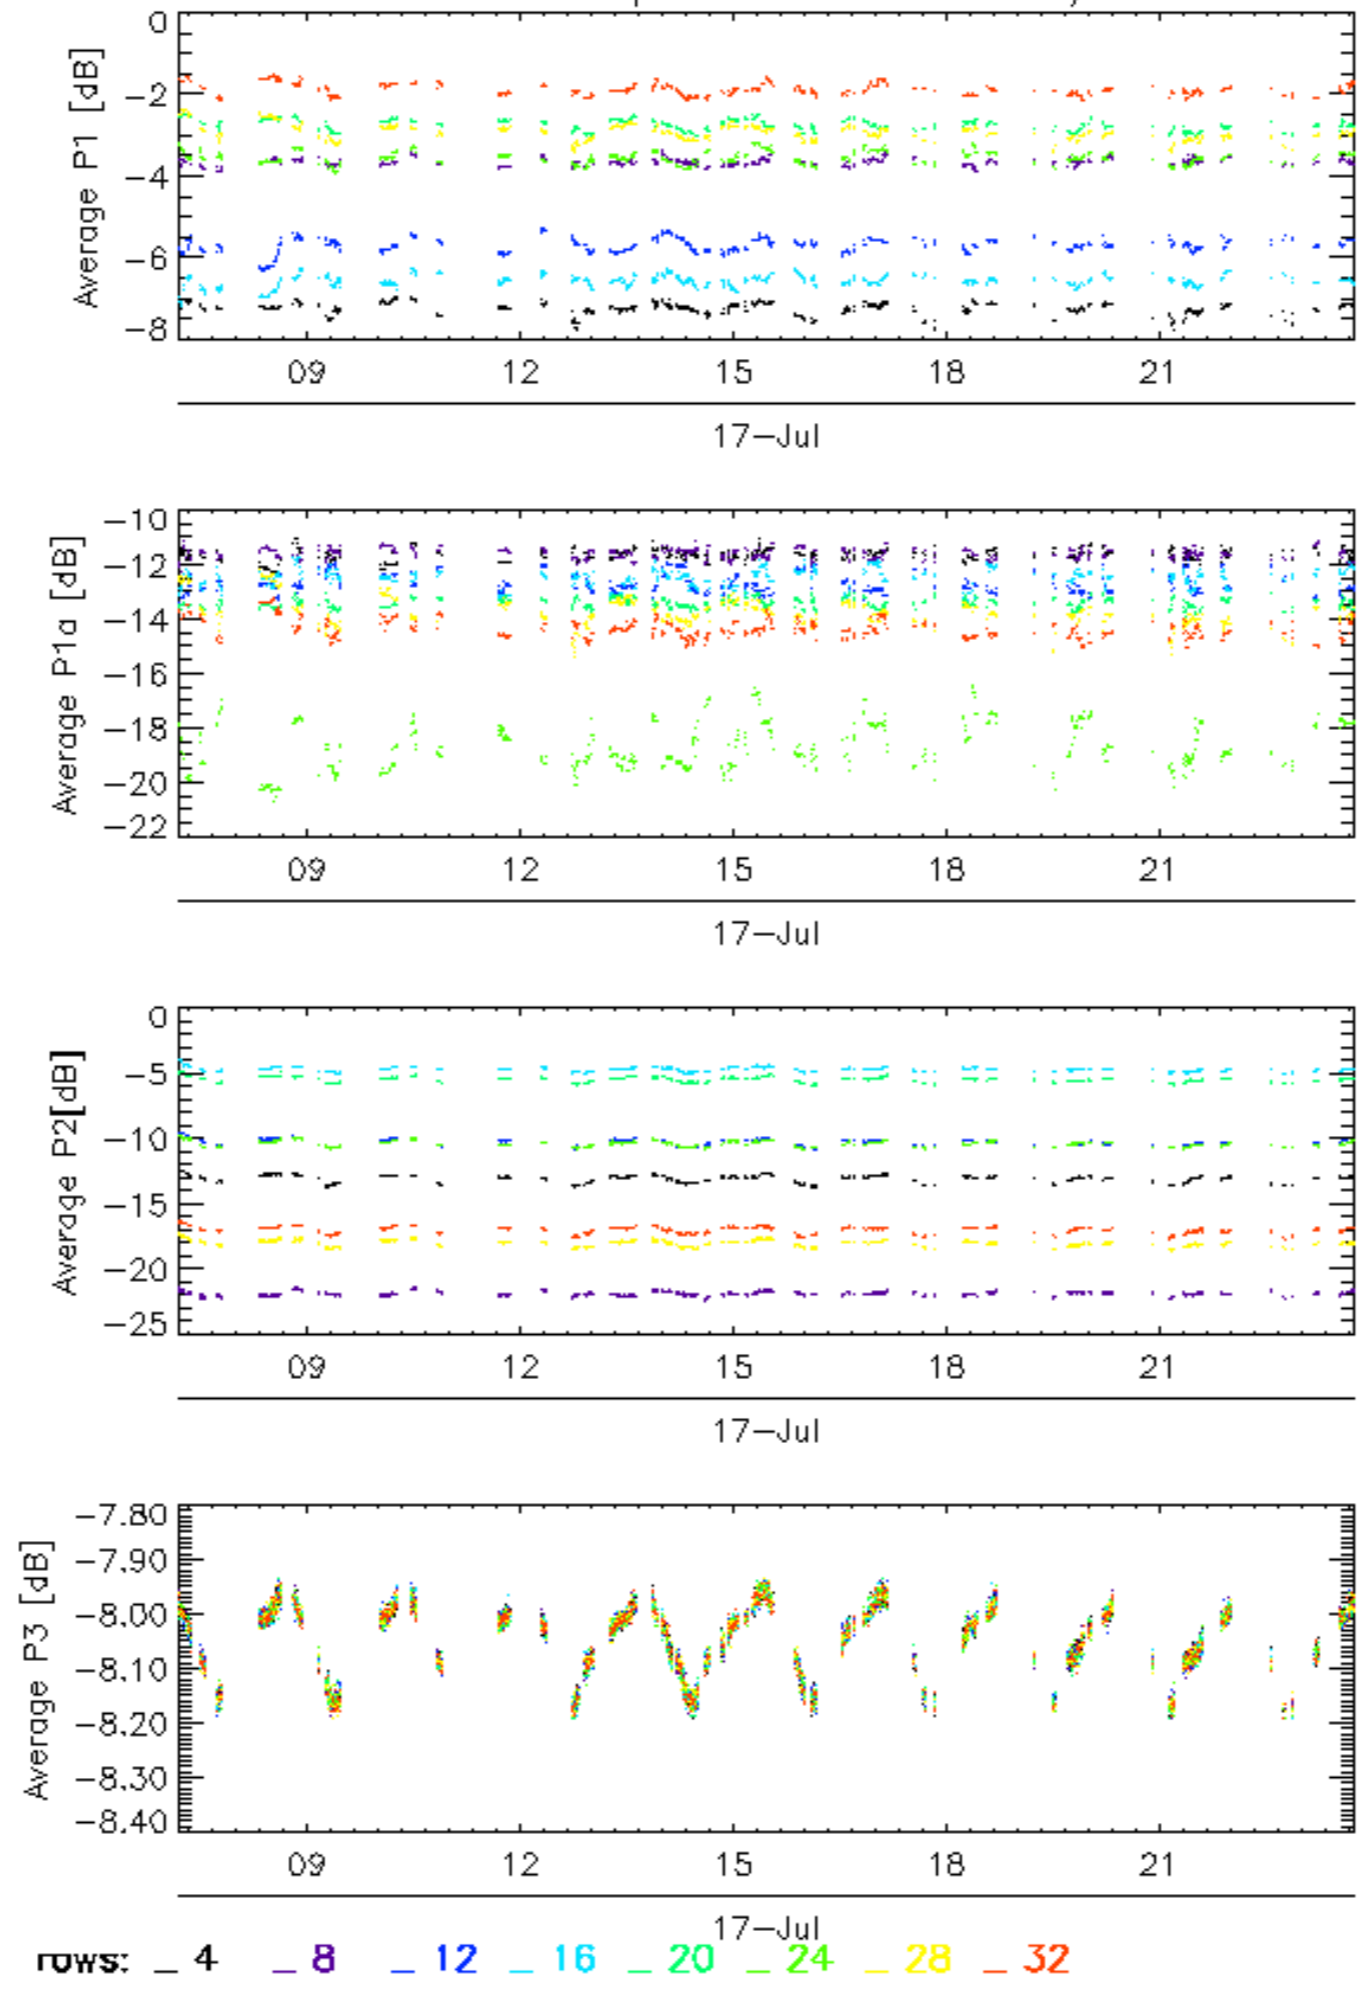 Average P1 [dB]
0
−2
−4
−6
−8
09 12 15 18 21
17−Jul
Average P1a [dB]
−10
−12
−14
−16
−18
−20
−22
09 12 15 18 21
17−Jul
Average P2[dB]
0
−5
−10
−15
−20
−25
09 12 15 18 21
17−Jul
Average P3 [dB]
−7.80
−7.90
−8.00
−8.10
−8.20
−8.30
−8.40
09 12 15 18 21
17−Jul
rows: _ 4 _ 8 _ 12 _ 16 _ 20 _ 24 _ 28 _ 32